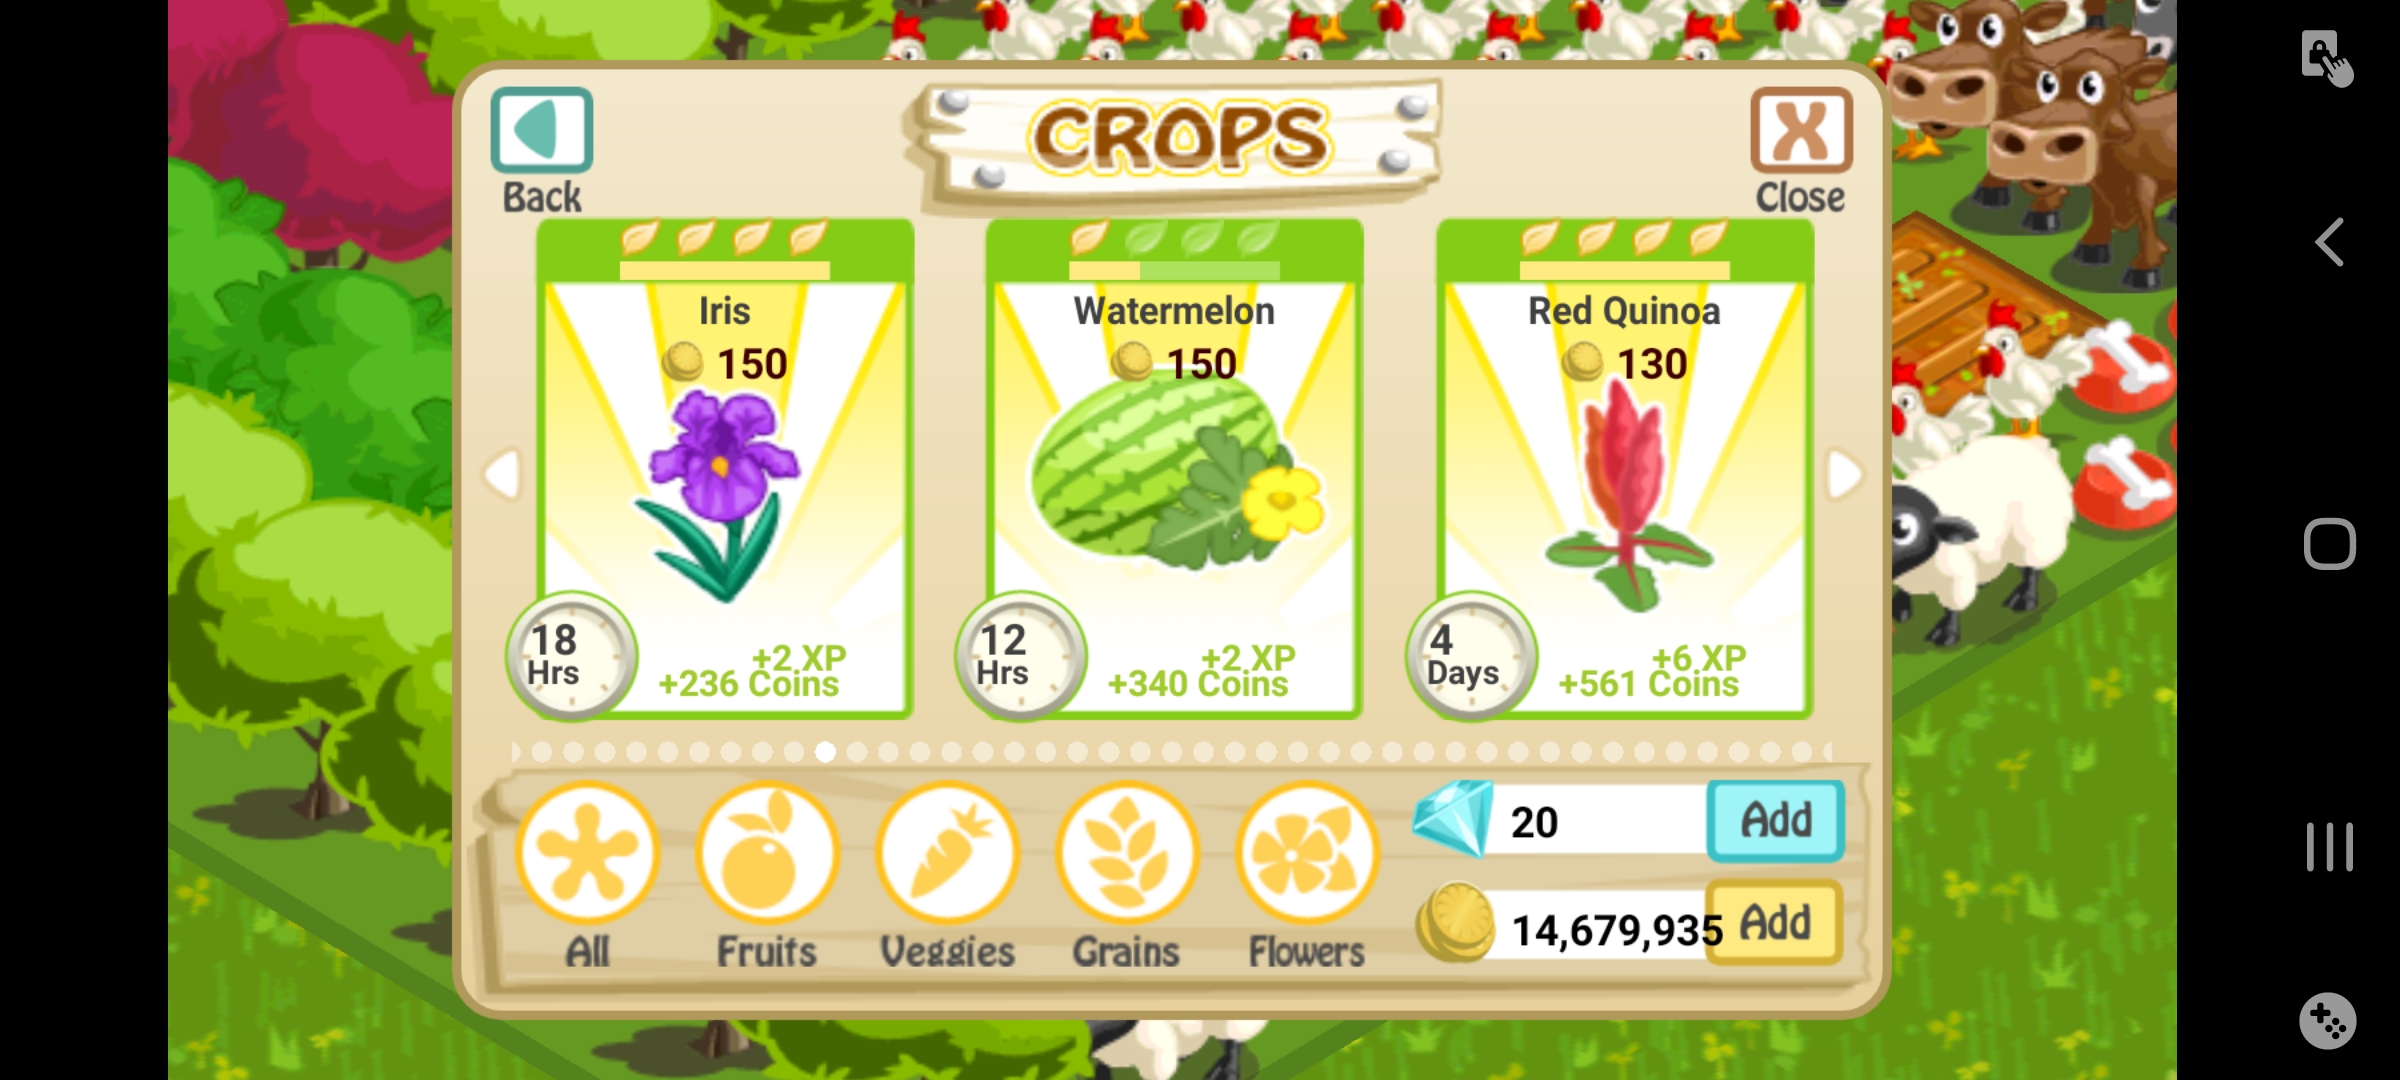 CROPS
Back
Close
Iris
150
18
Hrs
+2 XP
+236 Coins
Watermelon
150
12
Hrs
+2 XP
+340 Coins
Red Quinoa
130
4
Days
+6 XP
+561 Coins
All
Fruits
Veggies
Grains
Flowers
20
Add
14,679,935
Add